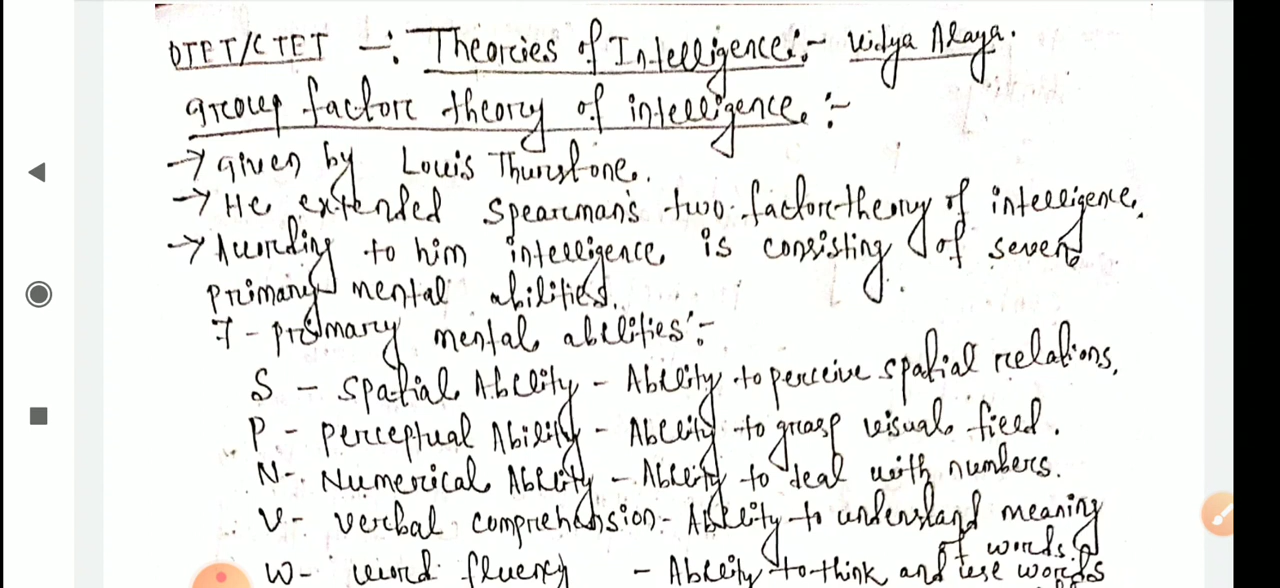 OTET/CTET —: Theories of Intelligence:- Vidya Alaya.
group factor theory of intelligence :-
→ given by Louis Thurstone.
→ He extended Spearman's two-factor theory of intelligence.
→ Acording to him intelligence is consisting of seven
primary mental abilities.
7 - primary mental abilities :-
S - Spatial Ability - Ability to perceive spatial relations.
P - Perceptual Ability - Ability to grasp visual field.
N - Numerical Ability - Ability to deal with numbers.
V - Verbal comprehension - Ability to understand meaning
of words.
W - word fluency - Ability to think and use words